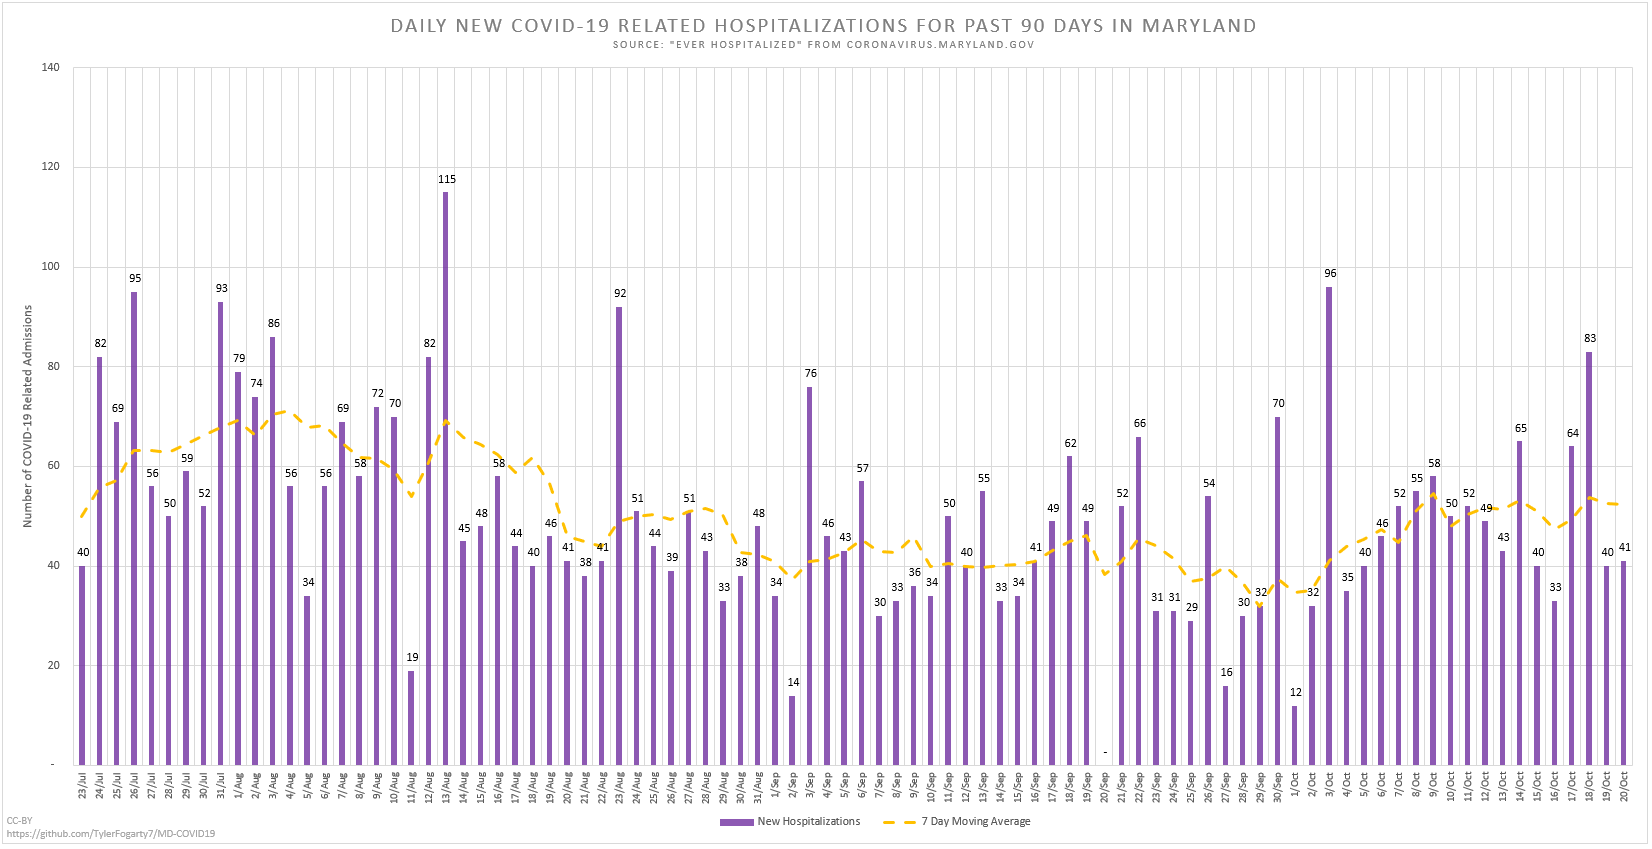 DAILY NEW COVID-19 RELATED HOSPITALIZATIONS FOR PAST 90 DAYS IN MARYLAND
SOURCE: "EVER HOSPITALIZED" FROM CORONAVIRUS.MARYLAND.GOV
Number of COVID-19 Related Admissions
140
120
100
80
60
40
20
-
40 82 69 95 56 50 59 52 93 79 74 86 56 34 56 69 58 72 70 19 82 115 45 48 58 44 40 46 41 38 41 92 51 44 39 51 43 33 38 48 34 14 76 46 43 57 30 33 36 34 50 40 55 33 34 41 49 62 49 - 52 66 31 31 29 54 16 30 32 70 12 32 96 35 40 46 52 55 58 50 52 49 43 65 40 33 64 83 40 41
23/Jul 24/Jul 25/Jul 26/Jul 27/Jul 28/Jul 29/Jul 30/Jul 31/Jul 1/Aug 2/Aug 3/Aug 4/Aug 5/Aug 6/Aug 7/Aug 8/Aug 9/Aug 10/Aug 11/Aug 12/Aug 13/Aug 14/Aug 15/Aug 16/Aug 17/Aug 18/Aug 19/Aug 20/Aug 21/Aug 22/Aug 23/Aug 24/Aug 25/Aug 26/Aug 27/Aug 28/Aug 29/Aug 30/Aug 31/Aug 1/Sep 2/Sep 3/Sep 4/Sep 5/Sep 6/Sep 7/Sep 8/Sep 9/Sep 10/Sep 11/Sep 12/Sep 13/Sep 14/Sep 15/Sep 16/Sep 17/Sep 18/Sep 19/Sep 20/Sep 21/Sep 22/Sep 23/Sep 24/Sep 25/Sep 26/Sep 27/Sep 28/Sep 29/Sep 30/Sep 1/Oct 2/Oct 3/Oct 4/Oct 5/Oct 6/Oct 7/Oct 8/Oct 9/Oct 10/Oct 11/Oct 12/Oct 13/Oct 14/Oct 15/Oct 16/Oct 17/Oct 18/Oct 19/Oct 20/Oct
New Hospitalizations 7 Day Moving Average
CC-BY
https://github.com/TylerFogarty7/MD-COVID19